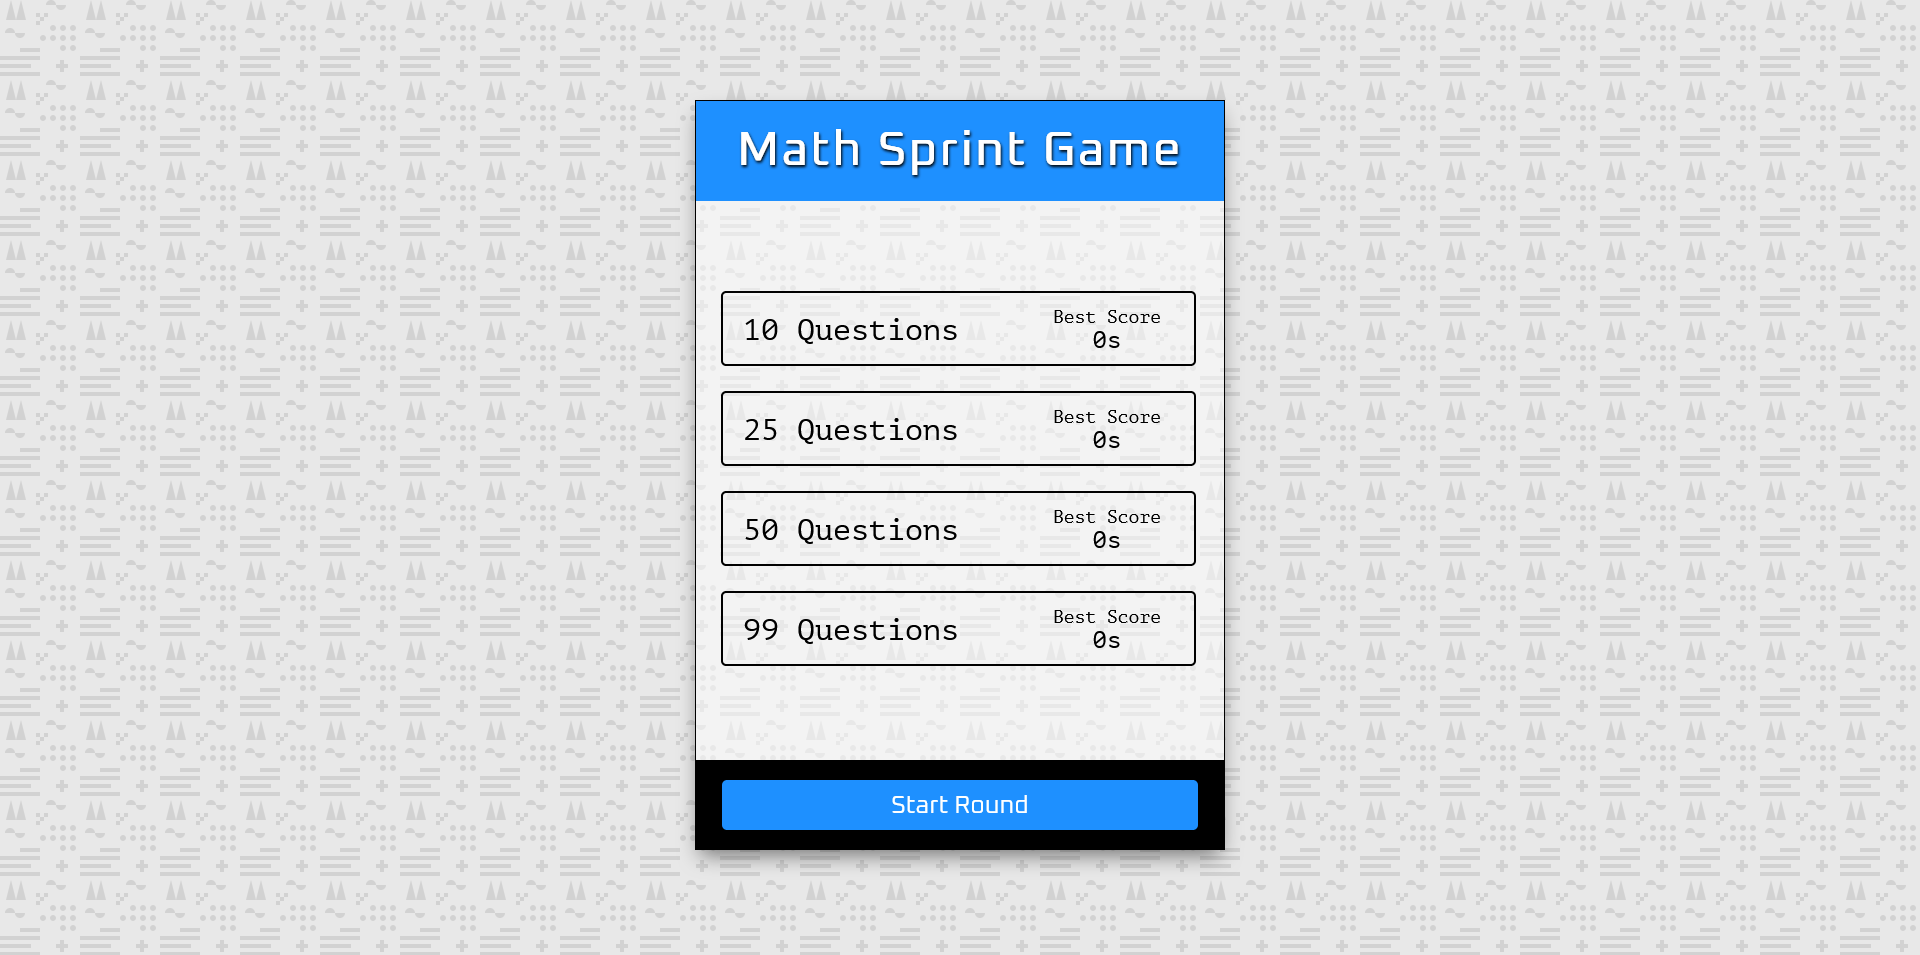 Math Sprint Game
10 Questions
Best Score
0s
25 Questions
Best Score
0s
50 Questions
Best Score
0s
99 Questions
Best Score
0s
Start Round